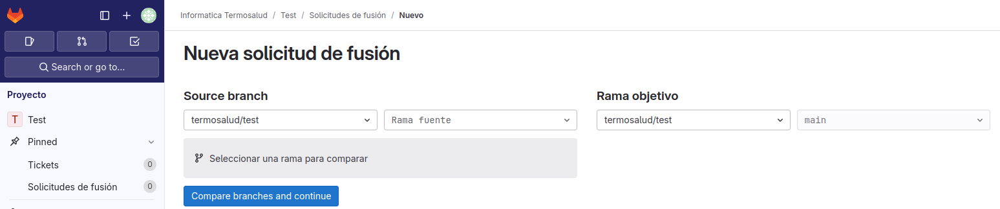 Informatica Termosalud / Test / Solicitudes de fusión / Nuevo
Search or go to...
Nueva solicitud de fusión
Proyecto
T Test
Pinned
Tickets 0
Solicitudes de fusión 0
Source branch
termosalud/test
Rama fuente
Seleccionar una rama para comparar
Compare branches and continue
Rama objetivo
termosalud/test
main